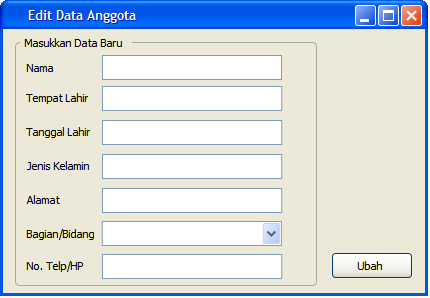 Edit Data Anggota
Masukkan Data Baru
Nama
Tempat Lahir
Tanggal Lahir
Jenis Kelamin
Alamat
Bagian/Bidang
No. Telp/HP
Ubah